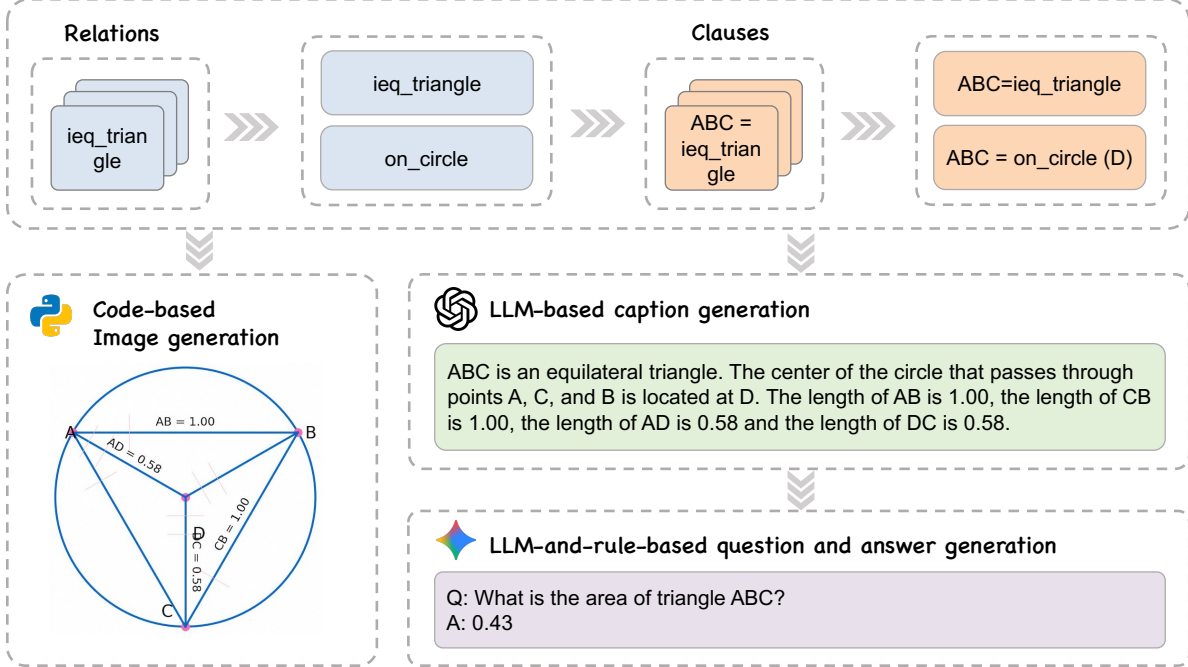 Relations
ieq_trian
gle
ieq_triangle
on_circle
Clauses
ABC =
ieq_trian
gle
ABC=ieq_triangle
ABC = on_circle (D)
Code-based
Image generation
AB = 1.00
A
B
AD = 0.58
CB = 1.00
D
DC = 0.58
C
LLM-based caption generation
ABC is an equilateral triangle. The center of the circle that passes through
points A, C, and B is located at D. The length of AB is 1.00, the length of CB
is 1.00, the length of AD is 0.58 and the length of DC is 0.58.
LLM-and-rule-based question and answer generation
Q: What is the area of triangle ABC?
A: 0.43